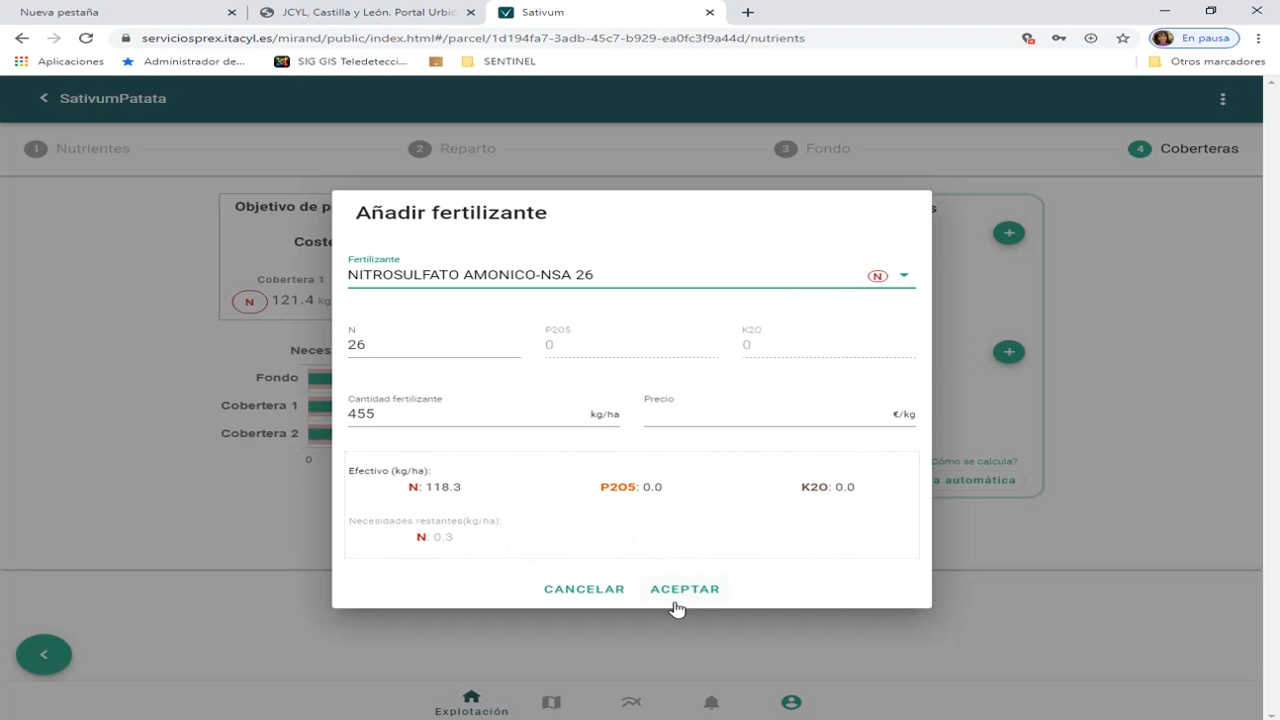 Nueva pestaña
JCYL, Castilla y León. Portal Urbi
Sativum
serviciosprex.itacyl.es/mirand/public/index.html#/parcel/1d194fa7-3adb-45c7-b929-ea0fc3f9a44d/nutrients
En pausa
Aplicaciones
Administrador de...
SIG GIS Teledetecci...
SENTINEL
Otros marcadores
SativumPatata
1 Nutrientes
2 Reparto
3 Fondo
4 Coberteras
Objetivo de p
s
Coste
Cobertera 1
N 121.4 kg
Neces
Fondo
Cobertera 1
Cobertera 2
0
Añadir fertilizante
Fertilizante
NITROSULFATO AMONICO-NSA 26
N
N
P2O5
K2O
26
0
0
Cantidad fertilizante
Precio
455
kg/ha
€/kg
Efectivo (kg/ha):
N: 118.3
P2O5: 0.0
K2O: 0.0
Necesidades restantes(kg/ha):
N: 0.3
CANCELAR
ACEPTAR
Cómo se calcula?
a automática
Explotación